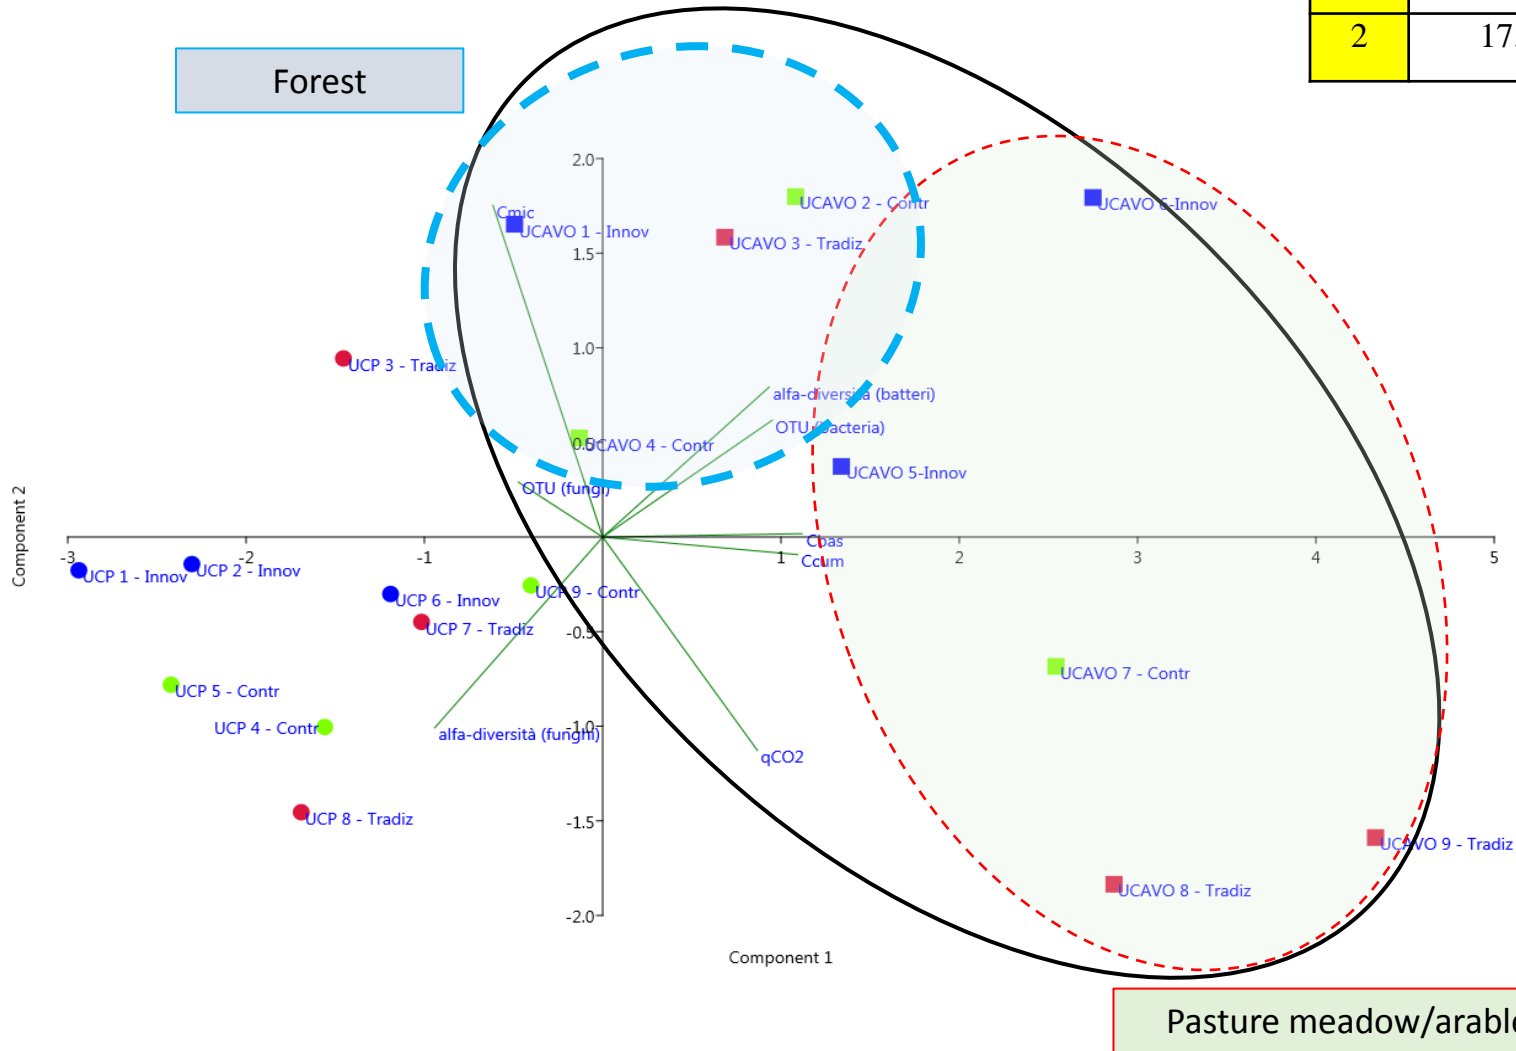 2 17.
Forest
2.0
UCAVO 2 - Contr
UCAVO 6-Innov
Cmic
UCAVO 1 - Innov
UCAVO 3 - Tradiz
1.5
1.0
UCP 3 - Tradiz
alfa-diversità (batteri)
OTU (bacteria)
0.5
UCAVO 4 - Contr
UCAVO 5-Innov
OTU (fungi)
Component 2
Cbas
-3 -2 -1 1 2 3 4 5
Ccum
UCP 1 - Innov
UCP 2 - Innov
UCP 9 - Contr
UCP 6 - Innov
UCP 7 - Tradiz
-0.5
UCAVO 7 - Contr
UCP 5 - Contr
UCP 4 - Contr
-1.0
alfa-diversità (funghi)
qCO2
UCP 8 - Tradiz
-1.5
UCAVO 9 - Tradiz
UCAVO 8 - Tradiz
-2.0
Component 1
Pasture meadow/arable